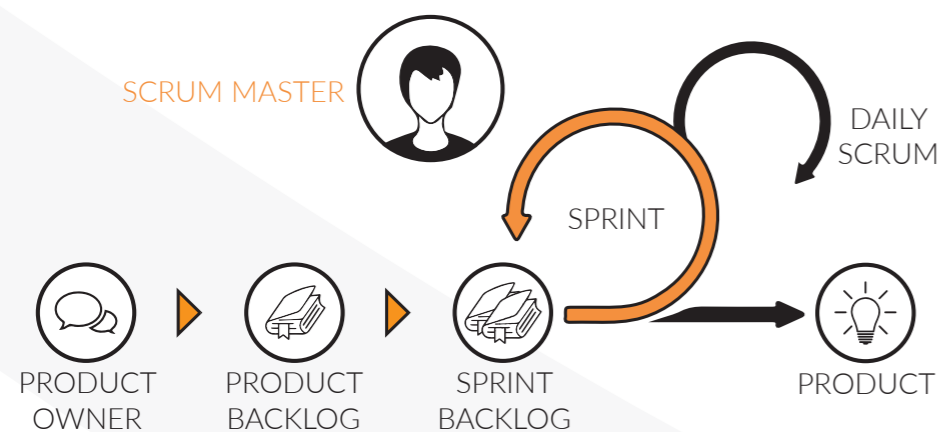 SCRUM MASTER
DAILY
SCRUM
SPRINT
PRODUCT
OWNER
PRODUCT
BACKLOG
SPRINT
BACKLOG
PRODUCT